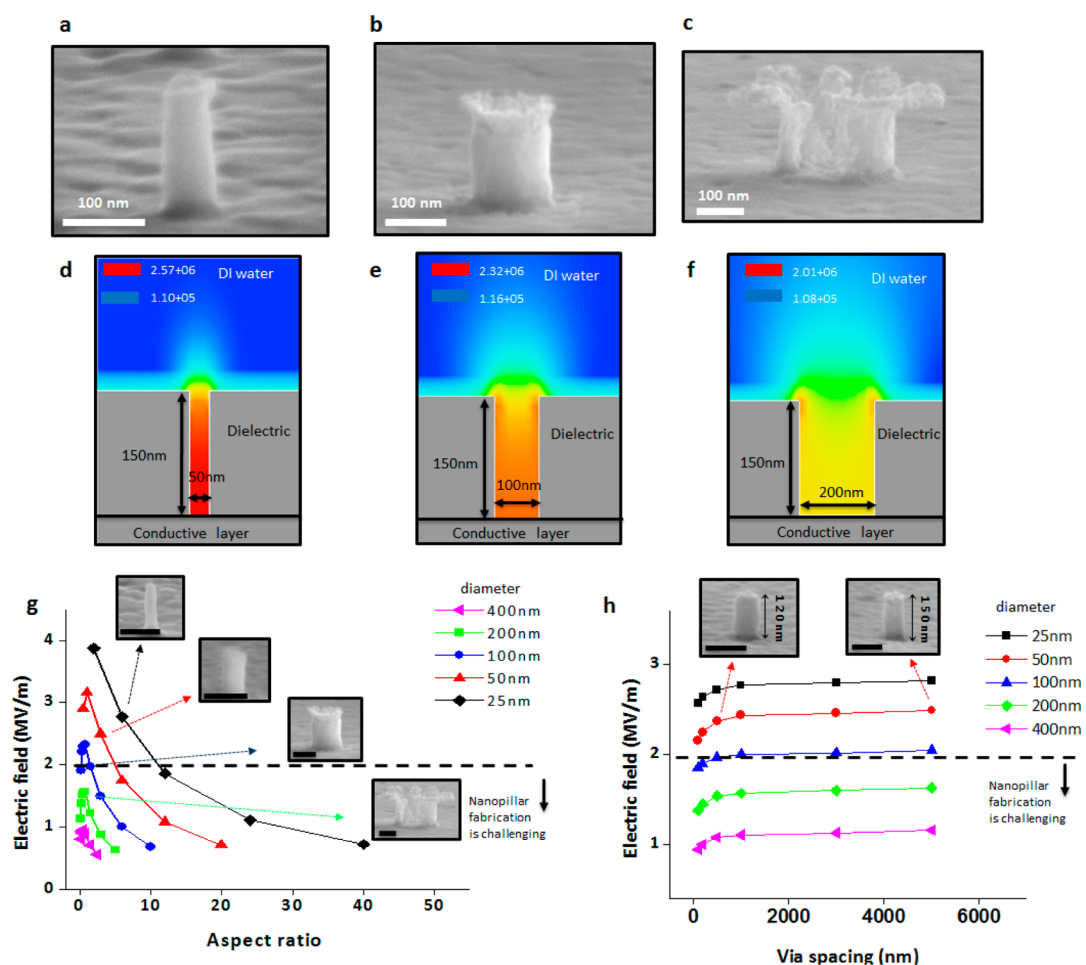 a
b
c
100 nm
100 nm
100 nm
d
2.57+06
1.10+05
DI water
Dielectric
150nm
50nm
Conductive layer
e
2.32+06
1.16+05
DI water
Dielectric
150nm
100nm
Conductive layer
f
2.01+06
1.08+05
DI water
Dielectric
150nm
200nm
Conductive layer
g
diameter
400nm
200nm
100nm
50nm
25nm
Electric field (MV/m)
4
3
2
1
0
0
10
20
30
40
50
Aspect ratio
Nanopillar
fabrication
is challenging
h
120nm
150nm
diameter
25nm
50nm
100nm
200nm
400nm
Electric field (MV/m)
3
2
1
0
2000
4000
6000
Via spacing (nm)
Nanopillar
fabrication
is challenging